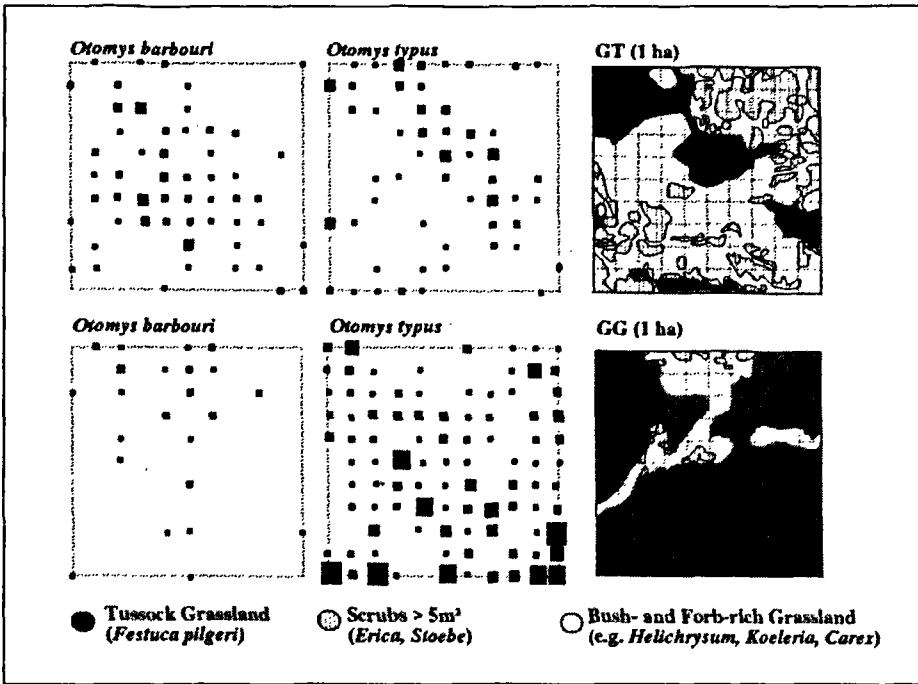 Otomys barbouri
Otomys typus
GT (1 ha)
Otomys barbouri
Otomys typus
GG (1 ha)
Tussock Grassland
(Festuca pilgeri)
Scrubs > 5m²
(Erica, Stoebe)
Bush- and Forb-rich Grassland
(e.g. Helichrysum, Koeleria, Carex)